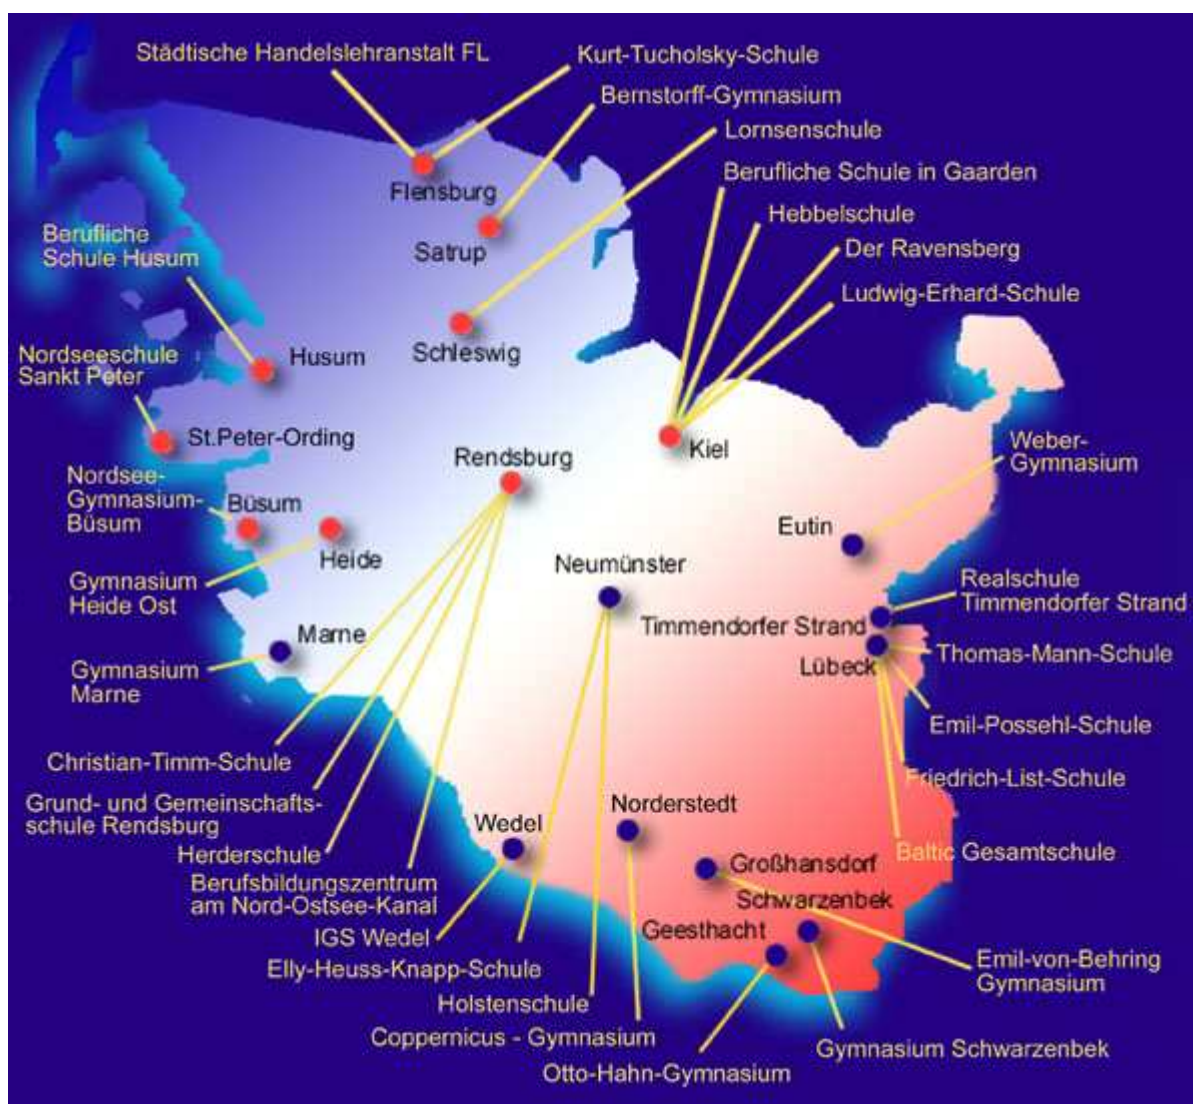 Städtische Handelslehranstalt FL
Kurt-Tucholsky-Schule
Bernstorff-Gymnasium
Lornsenschule
Berufliche Schule in Gaarden
Flensburg
Hebbelschule
Berufliche
Schule Husum
Satrup
Der Ravensberg
Ludwig-Erhard-Schule
Nordseeschule
Sankt Peter
Husum
Schleswig
St.Peter-Ording
Rendsburg
Kiel
Weber-
Gymnasium
Nordsee-
Gymnasium-
Büsum
Büsum
Eutin
Heide
Neumünster
Gymnasium
Heide Ost
Realschule
Timmendorfer Strand
Marne
Timmendorfer Strand
Thomas-Mann-Schule
Lübeck
Gymnasium
Marne
Emil-Possehl-Schule
Christian-Timm-Schule
Friedrich-List-Schule
Grund- und Gemeinschafts-
schule Rendsburg
Norderstedt
Wedel
Herderschule
Baltic Gesamtschule
Großhansdorf
Berufsbildungszentrum
am Nord-Ostsee-Kanal
Schwarzenbek
IGS Wedel
Geesthacht
Elly-Heuss-Knapp-Schule
Emil-von-Behring
Gymnasium
Holstenschule
Coppernicus - Gymnasium
Gymnasium Schwarzenbek
Otto-Hahn-Gymnasium